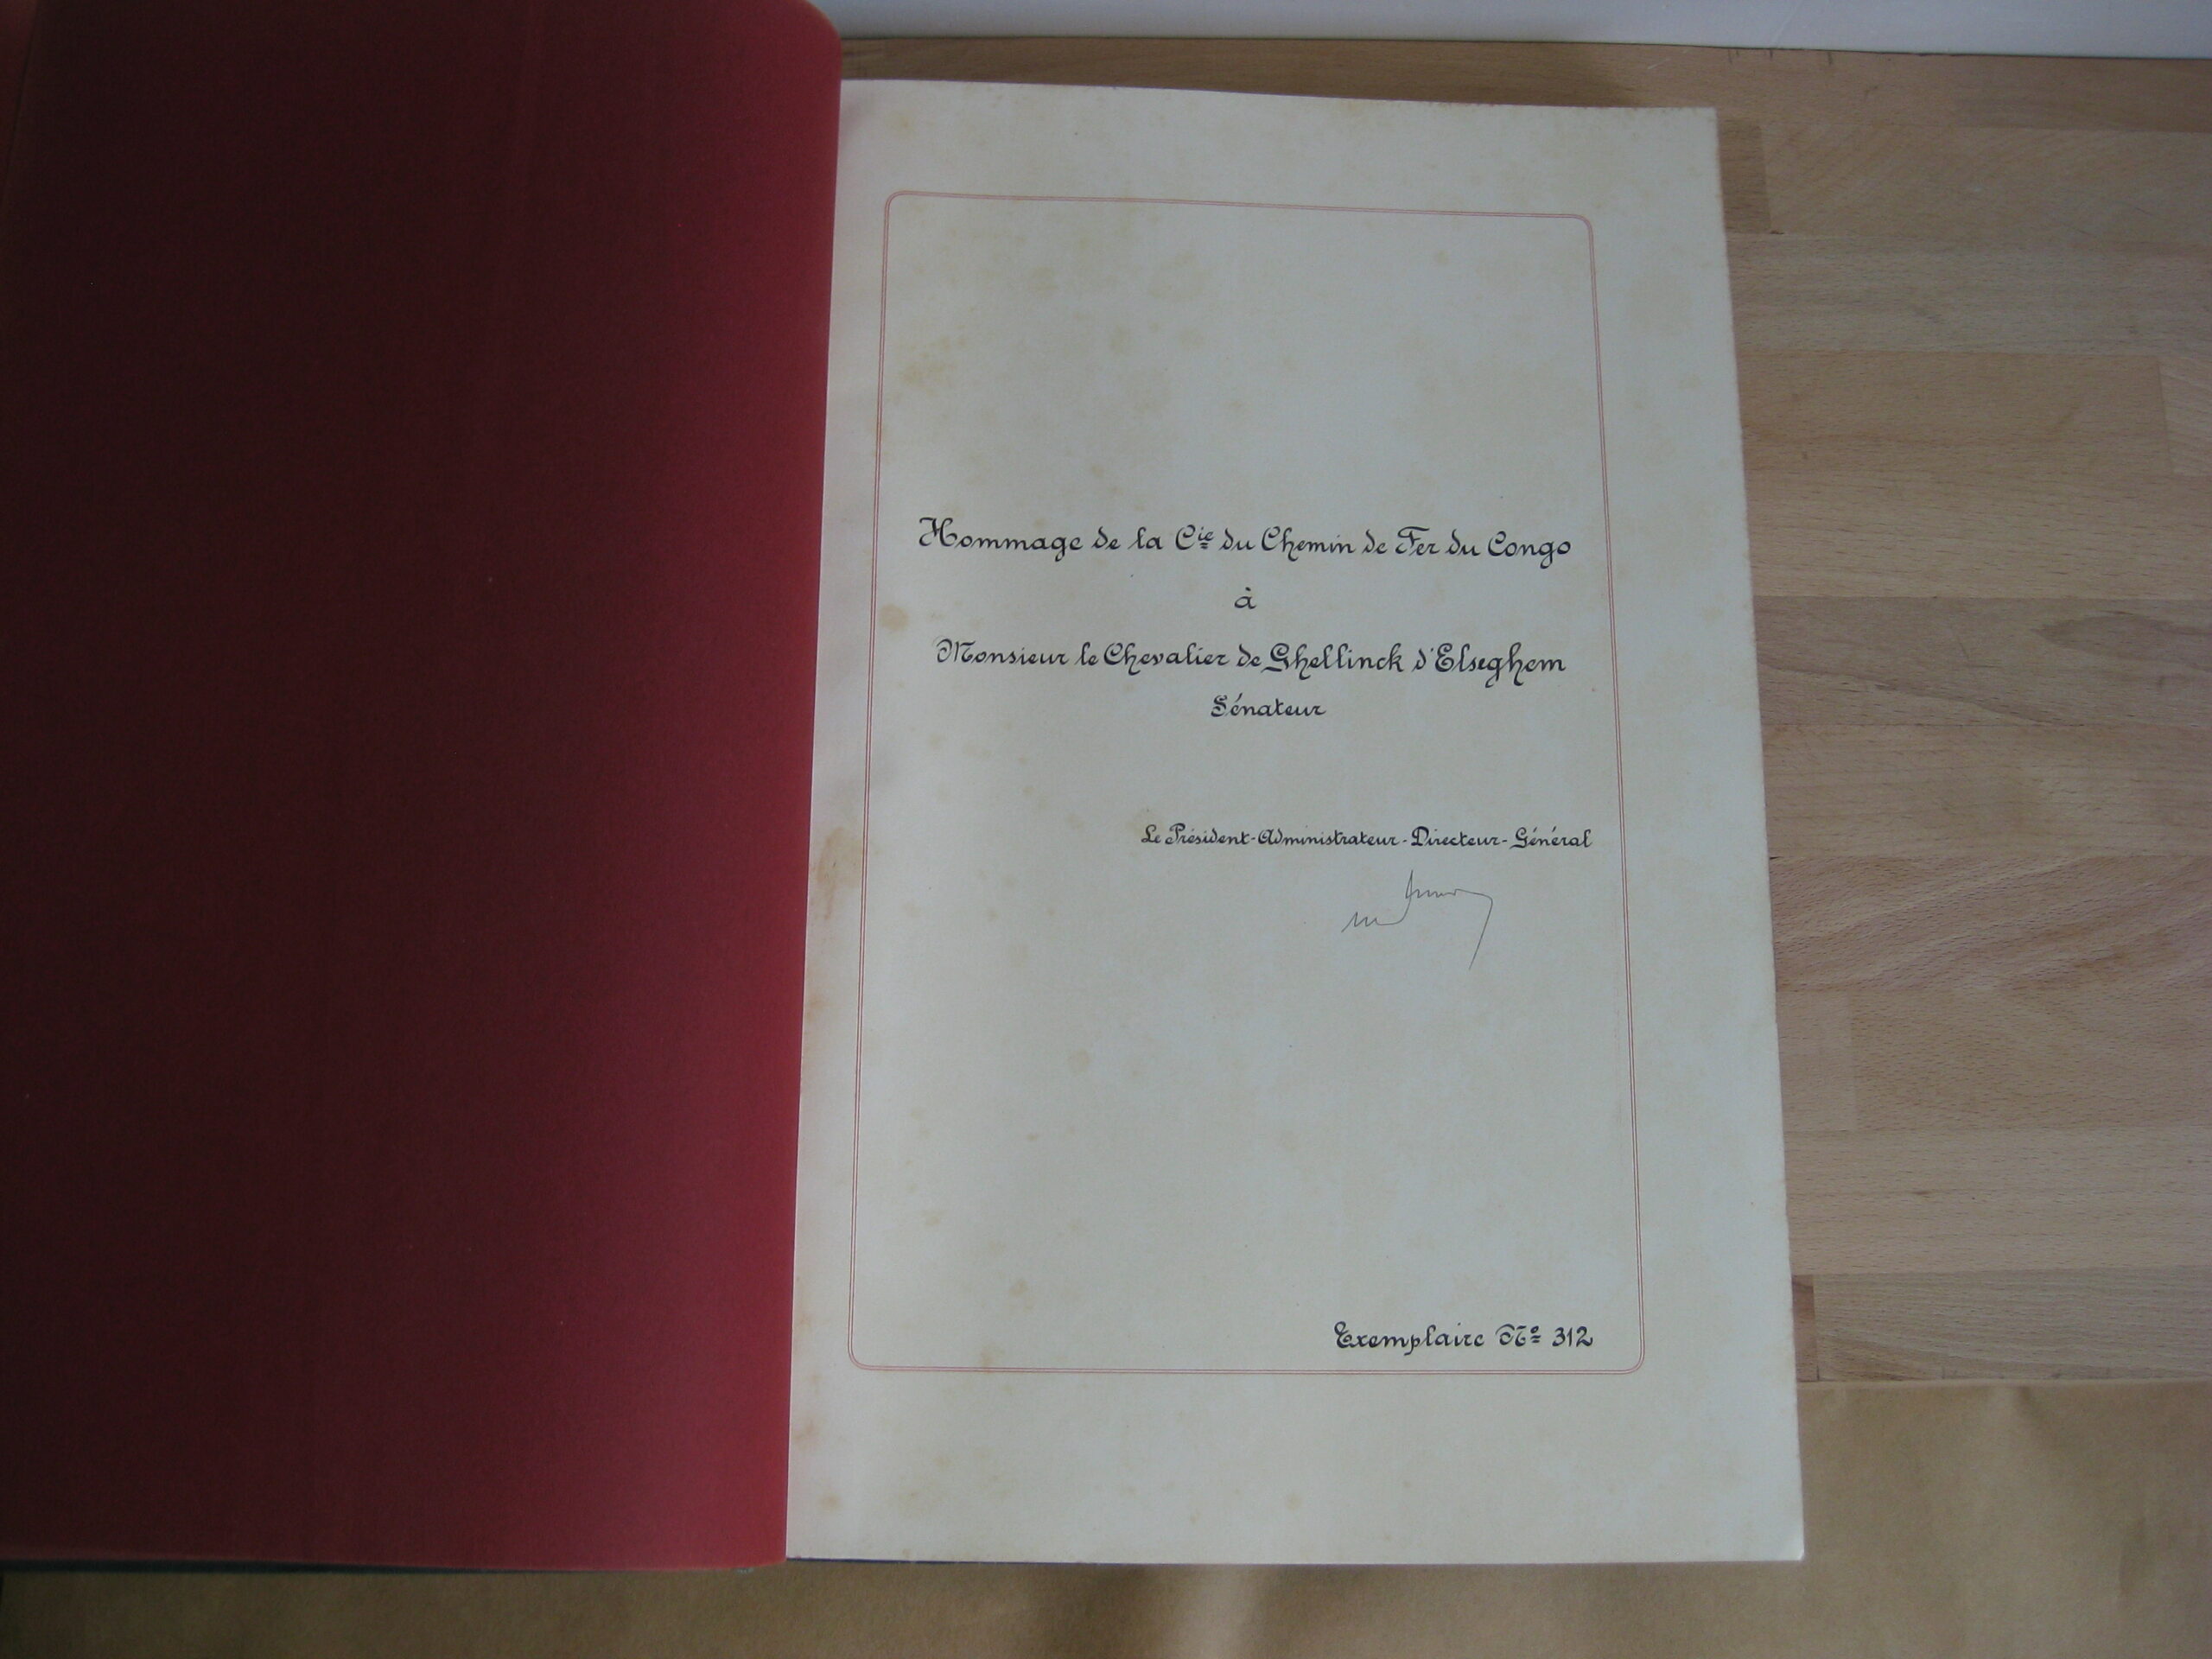 Hommage de la Cie du Chemin de Fer du Congo
à
Monsieur le Chevalier de Ghellinck d'Elseghem
Sénateur
Le Président-Administrateur-Directeur-Général
Exemplaire No 312